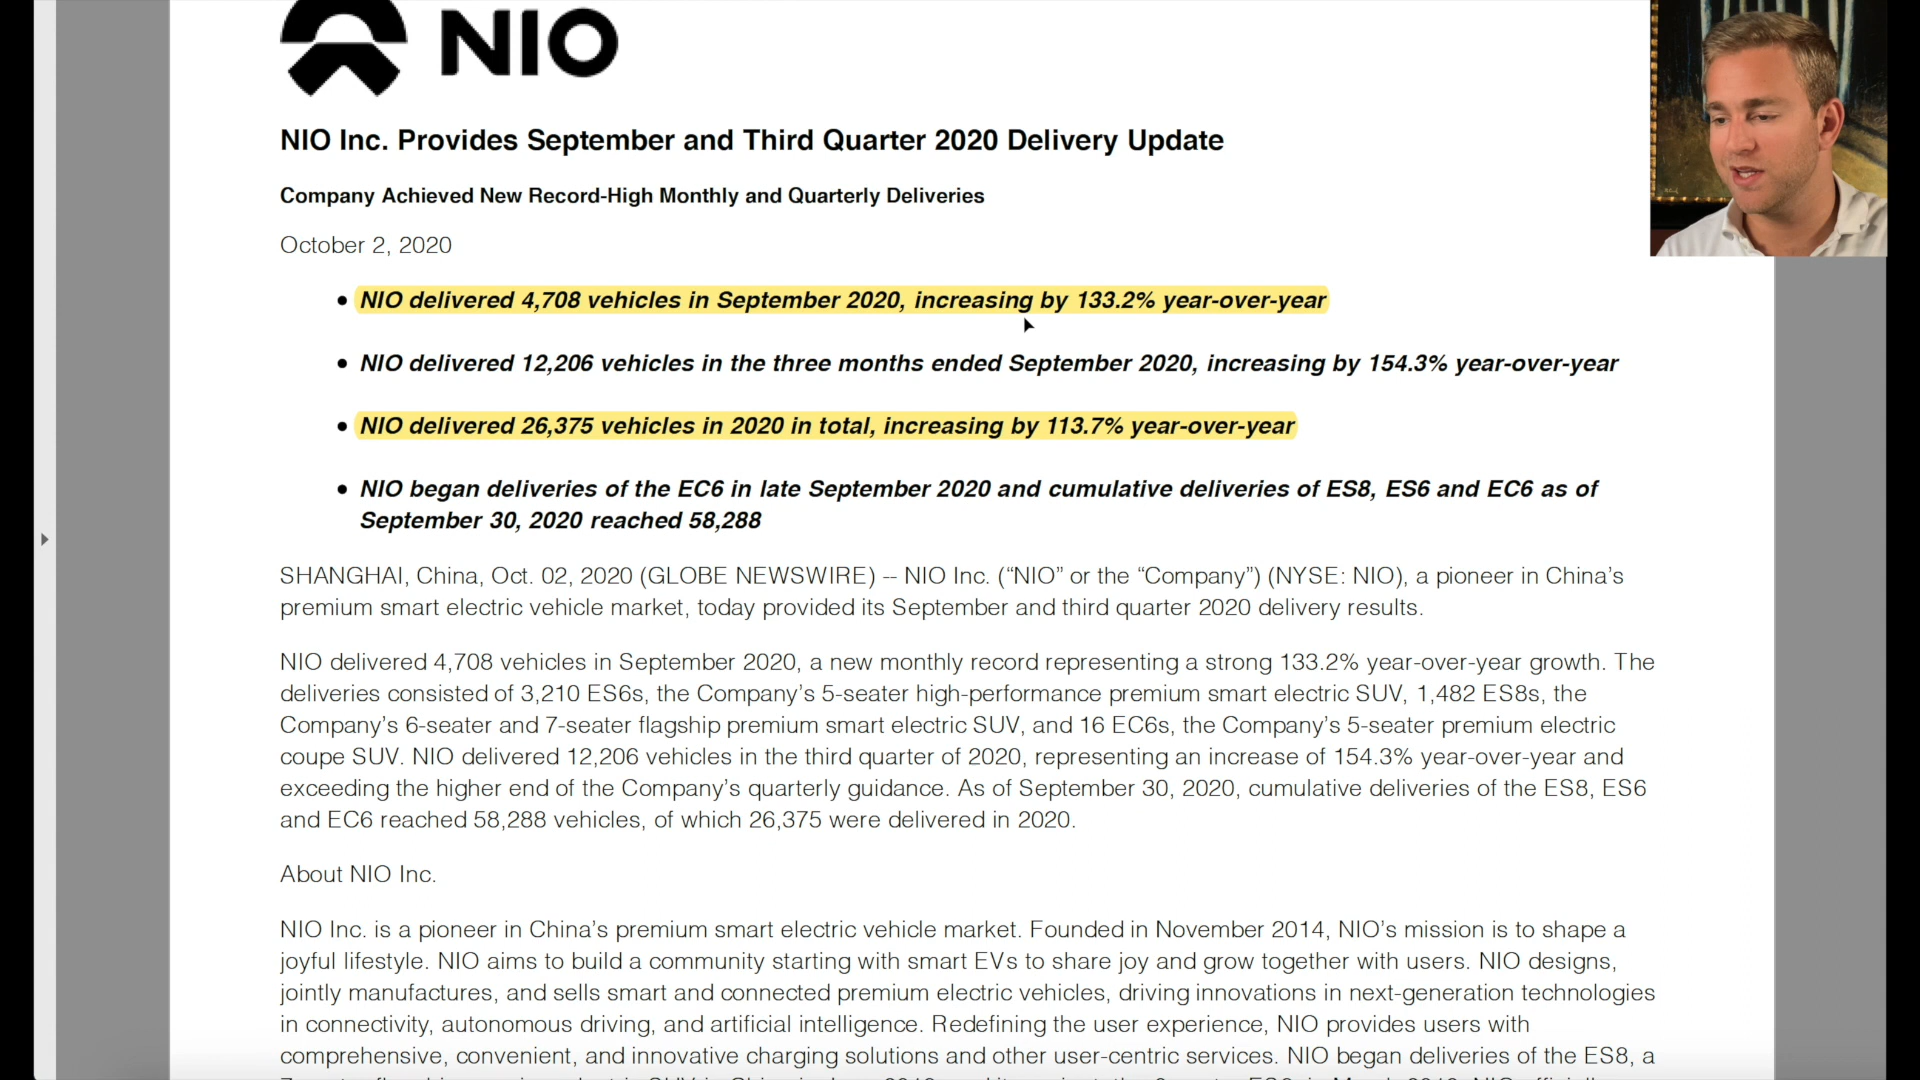 NIO
NIO Inc. Provides September and Third Quarter 2020 Delivery Update
Company Achieved New Record-High Monthly and Quarterly Deliveries
October 2, 2020
• NIO delivered 4,708 vehicles in September 2020, increasing by 133.2% year-over-year
• NIO delivered 12,206 vehicles in the three months ended September 2020, increasing by 154.3% year-over-year
• NIO delivered 26,375 vehicles in 2020 in total, increasing by 113.7% year-over-year
• NIO began deliveries of the EC6 in late September 2020 and cumulative deliveries of ES8, ES6 and EC6 as of
September 30, 2020 reached 58,288
SHANGHAI, China, Oct. 02, 2020 (GLOBE NEWSWIRE) -- NIO Inc. (“NIO” or the “Company”) (NYSE: NIO), a pioneer in China’s
premium smart electric vehicle market, today provided its September and third quarter 2020 delivery results.
NIO delivered 4,708 vehicles in September 2020, a new monthly record representing a strong 133.2% year-over-year growth. The
deliveries consisted of 3,210 ES6s, the Company’s 5-seater high-performance premium smart electric SUV, 1,482 ES8s, the
Company’s 6-seater and 7-seater flagship premium smart electric SUV, and 16 EC6s, the Company’s 5-seater premium electric
coupe SUV. NIO delivered 12,206 vehicles in the third quarter of 2020, representing an increase of 154.3% year-over-year and
exceeding the higher end of the Company’s quarterly guidance. As of September 30, 2020, cumulative deliveries of the ES8, ES6
and EC6 reached 58,288 vehicles, of which 26,375 were delivered in 2020.
About NIO Inc.
NIO Inc. is a pioneer in China’s premium smart electric vehicle market. Founded in November 2014, NIO’s mission is to shape a
joyful lifestyle. NIO aims to build a community starting with smart EVs to share joy and grow together with users. NIO designs,
jointly manufactures, and sells smart and connected premium electric vehicles, driving innovations in next-generation technologies
in connectivity, autonomous driving, and artificial intelligence. Redefining the user experience, NIO provides users with
comprehensive, convenient, and innovative charging solutions and other user-centric services. NIO began deliveries of the ES8, a